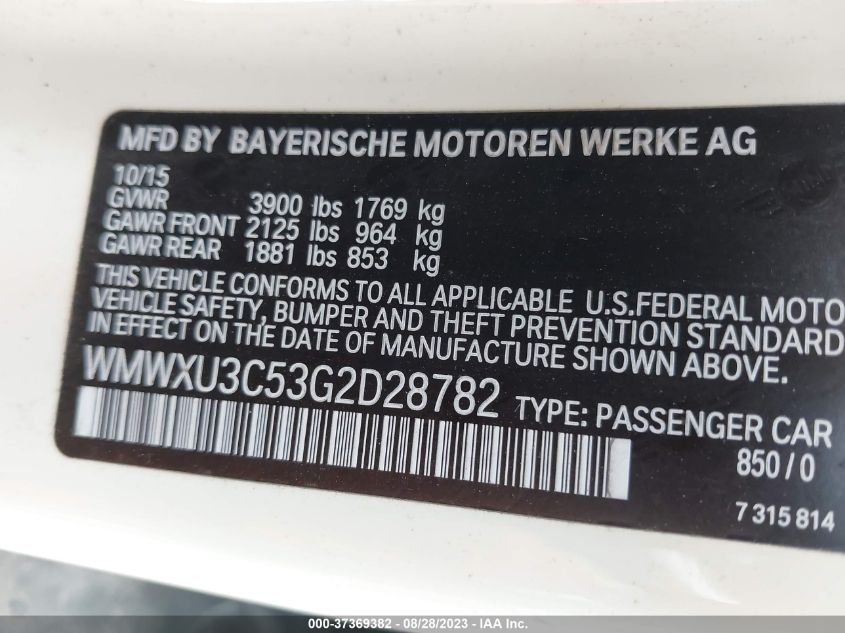 MFD BY BAYERISCHE MOTOREN WERKE AG
10/15
GVWR 3900 lbs 1769 kg
GAWR FRONT 2125 lbs 964 kg
GAWR REAR 1881 lbs 853 kg
THIS VEHICLE CONFORMS TO ALL APPLICABLE U.S.FEDERAL MOTO
VEHICLE SAFETY, BUMPER AND THEFT PREVENTION STANDARD
IN EFFECT ON THE DATE OF MANUFACTURE SHOWN ABOVE.
WMWXU3C53G2D28782 TYPE: PASSENGER CAR
850/0
7 315 814
000-37369382 - 08/28/2023 - IAA Inc.